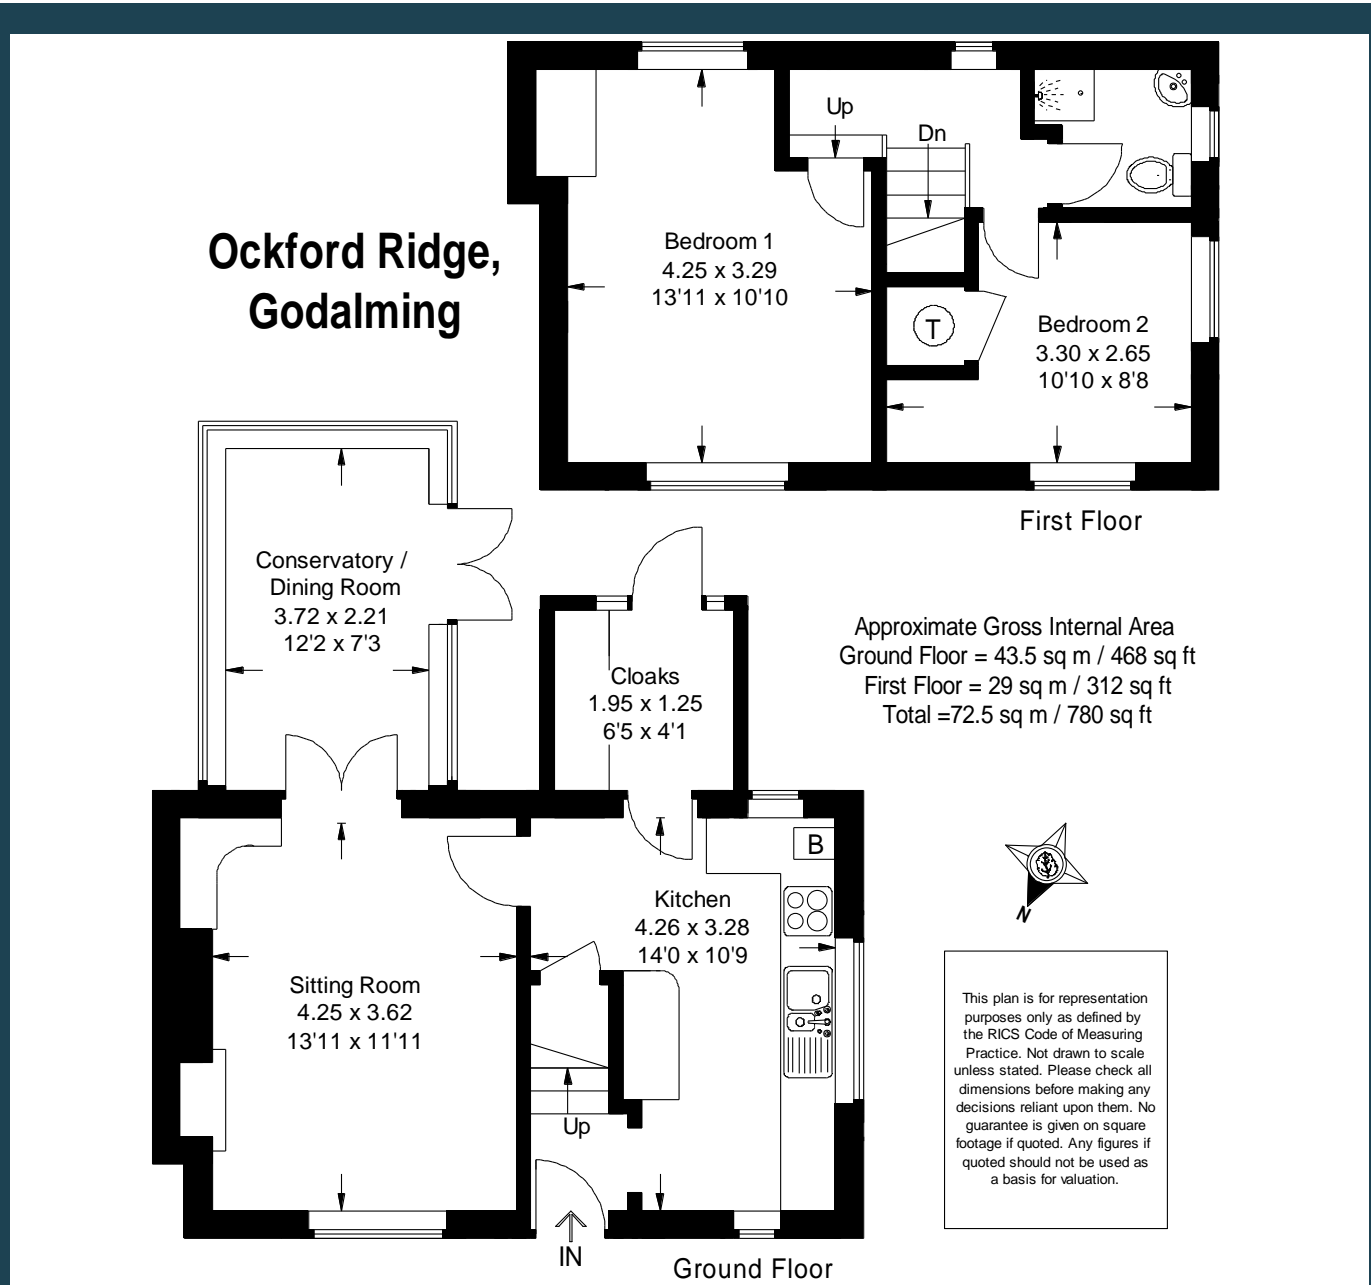 Ockford Ridge,
Godalming
Up
Dn
Bedroom 1
4.25 x 3.29
13'11 x 10'10
T
Bedroom 2
3.30 x 2.65
10'10 x 8'8
First Floor
Conservatory /
Dining Room
3.72 x 2.21
12'2 x 7'3
Cloaks
1.95 x 1.25
6'5 x 4'1
Approximate Gross Internal Area
Ground Floor = 43.5 sq m / 468 sq ft
First Floor = 29 sq m / 312 sq ft
Total =72.5 sq m / 780 sq ft
B
Kitchen
4.26 x 3.28
14'0 x 10'9
Sitting Room
4.25 x 3.62
13'11 x 11'11
Up
IN
Ground Floor
N
This plan is for representation
purposes only as defined by
the RICS Code of Measuring
Practice. Not drawn to scale
unless stated. Please check all
dimensions before making any
decisions reliant upon them. No
guarantee is given on square
footage if quoted. Any figures if
quoted should not be used as
a basis for valuation.